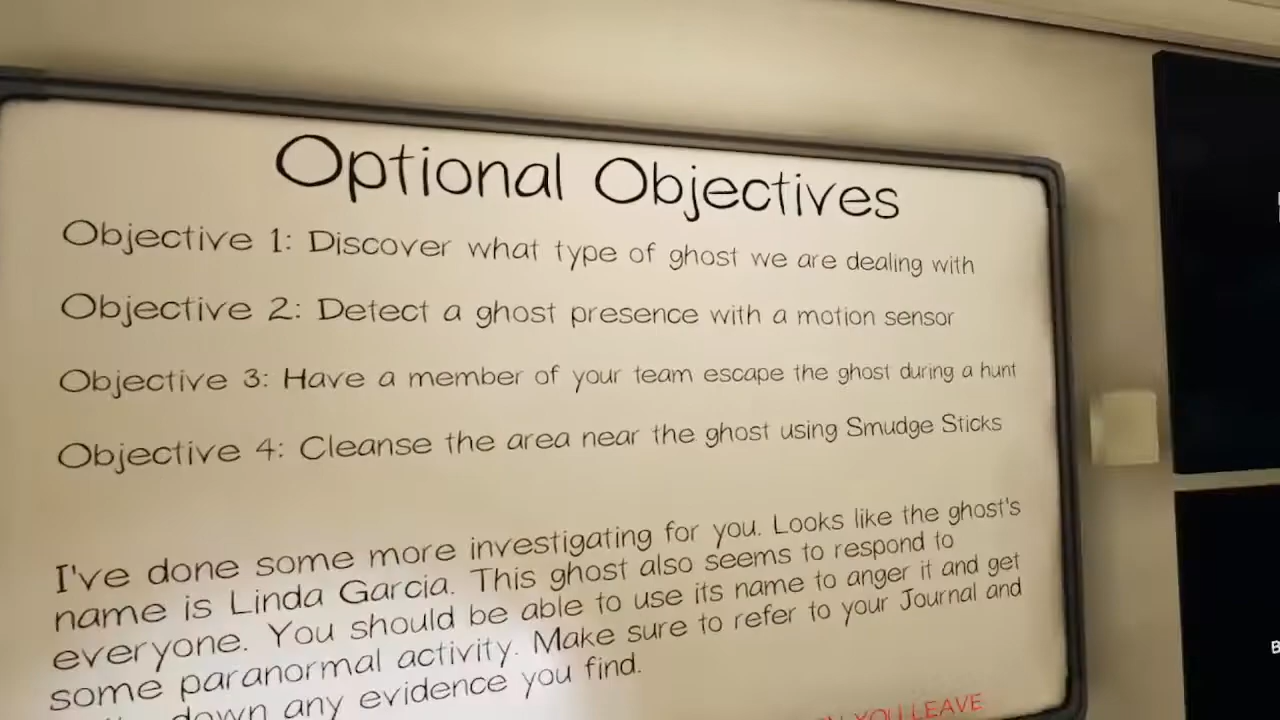 Optional Objectives
Objective 1: Discover what type of ghost we are dealing with
Objective 2: Detect a ghost presence with a motion sensor
Objective 3: Have a member of your team escape the ghost during a hunt
Objective 4: Cleanse the area near the ghost using Smudge Sticks
I've done some more investigating for you. Looks like the ghost's
name is Linda Garcia. This ghost also seems to respond to
everyone. You should be able to use its name to anger it and get
some paranormal activity. Make sure to refer to your Journal and
down any evidence you find.
YOU LEAVE